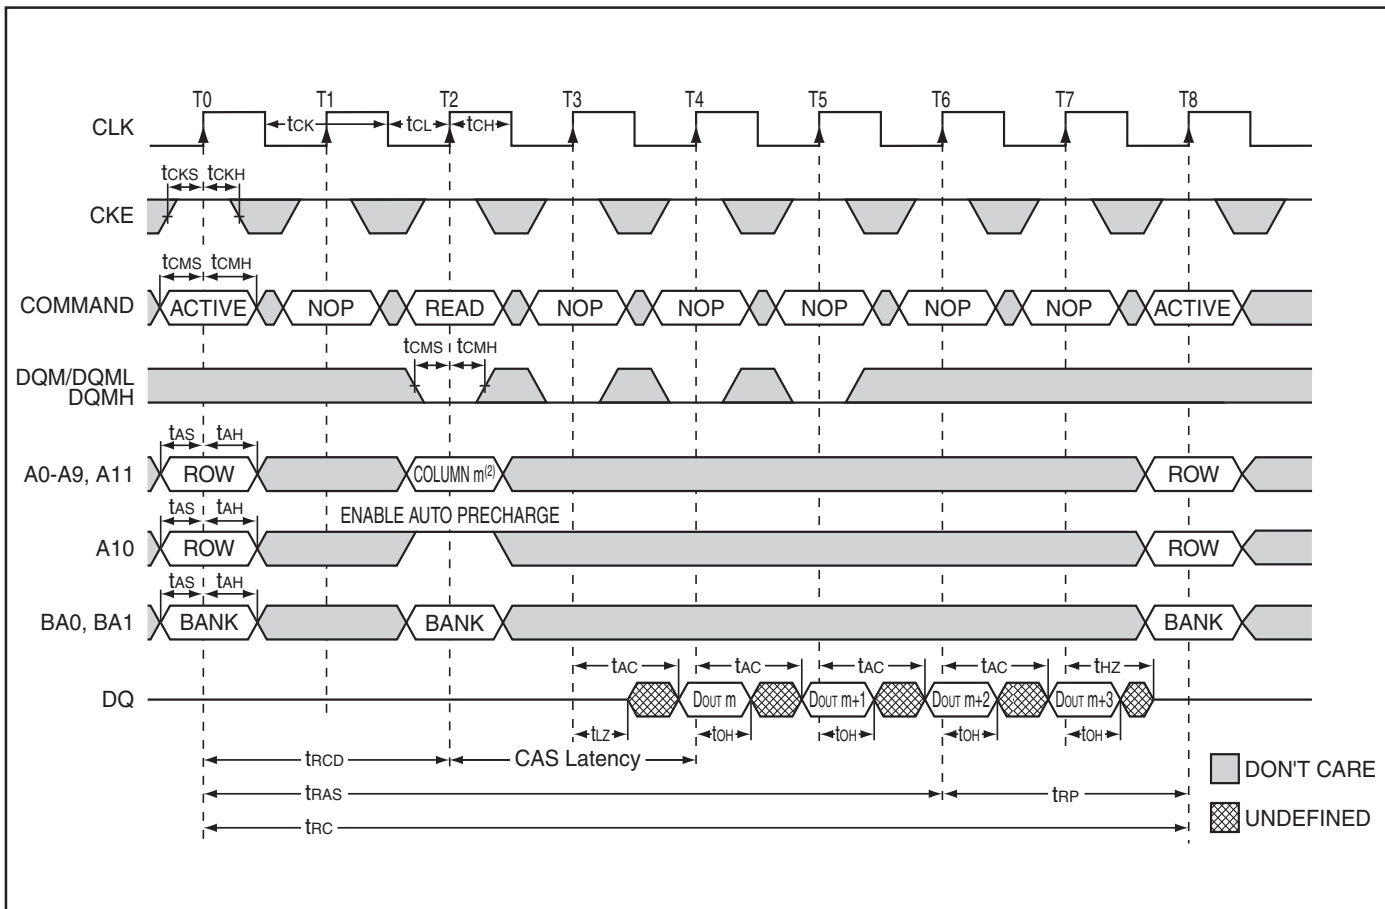 T0 T1 T2 T3 T4 T5 T6 T7 T8
CLK tCK tCL tCH
tCKS tCKH
CKE
tCMS tCMH
COMMAND ACTIVE NOP READ NOP NOP NOP NOP NOP ACTIVE
tCMS tCMH
DQM/DQML
DQMH
tAS tAH
A0-A9, A11 ROW COLUMN m(2) ROW
tAS tAH ENABLE AUTO PRECHARGE
A10 ROW ROW
tAS tAH
BA0, BA1 BANK BANK BANK
tAC tAC tAC tAC tHZ
DQ DOUT m DOUT m+1 DOUT m+2 DOUT m+3
tLZ tOH tOH tOH tOH
tRCD CAS Latency
DON'T CARE
tRAS tRP
UNDEFINED
tRC